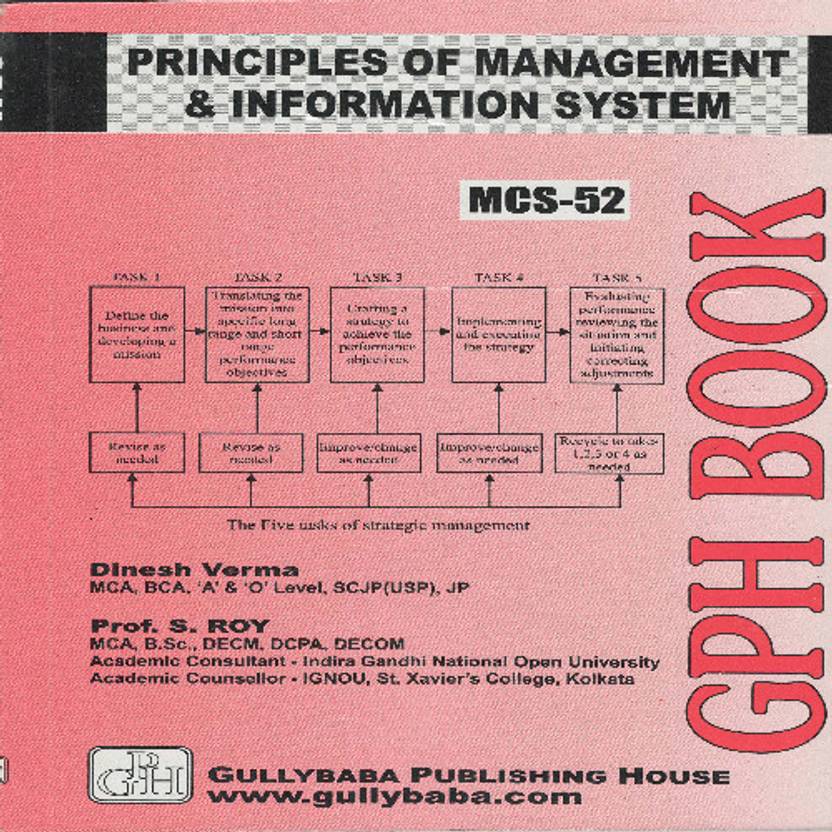 PRINCIPLES OF MANAGEMENT
& INFORMATION SYSTEM
MCS-52
GPH BOOK
TASK 1
TASK 2
TASK 3
TASK 4
TASK 5
Define the
business and
developing a
mission
Translating the
mission into
specific long
range and short
range
performance
objectives
Crafting a
strategy to
achieve the
performance
objectives
Implementing
and executing
the strategy
Evaluating
performance
reviewing the
situation and
initiating
correcting
adjustments
Revise as
needed
Revise as
needed
Improve/change
as needed
Improve/change
as needed
Recycle to takes
1,2,3 or 4 as
needed
The Five tasks of strategic management
Dinesh Verma
MCA, BCA, 'A' & 'O' Level, SCJP(USP), JP
Prof. S. ROY
MCA, B.Sc., DECM, DCPA, DECOM
Academic Consultant - Indira Gandhi National Open University
Academic Counsellor - IGNOU, St. Xavier's College, Kolkata
GPH
GULLYBABA PUBLISHING HOUSE
www.gullybaba.com